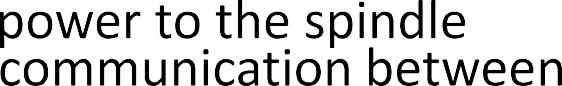 power to the spindle
communication between